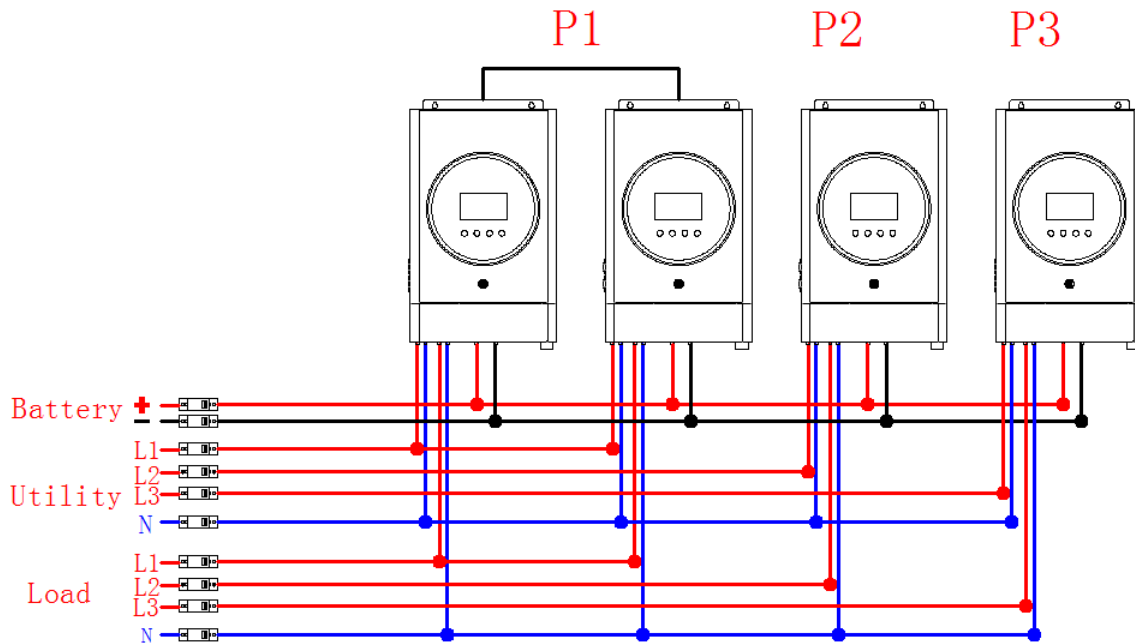 P1 P2 P3
Battery +
-
L1
L2
Utility L3
N
L1
L2
Load L3
N